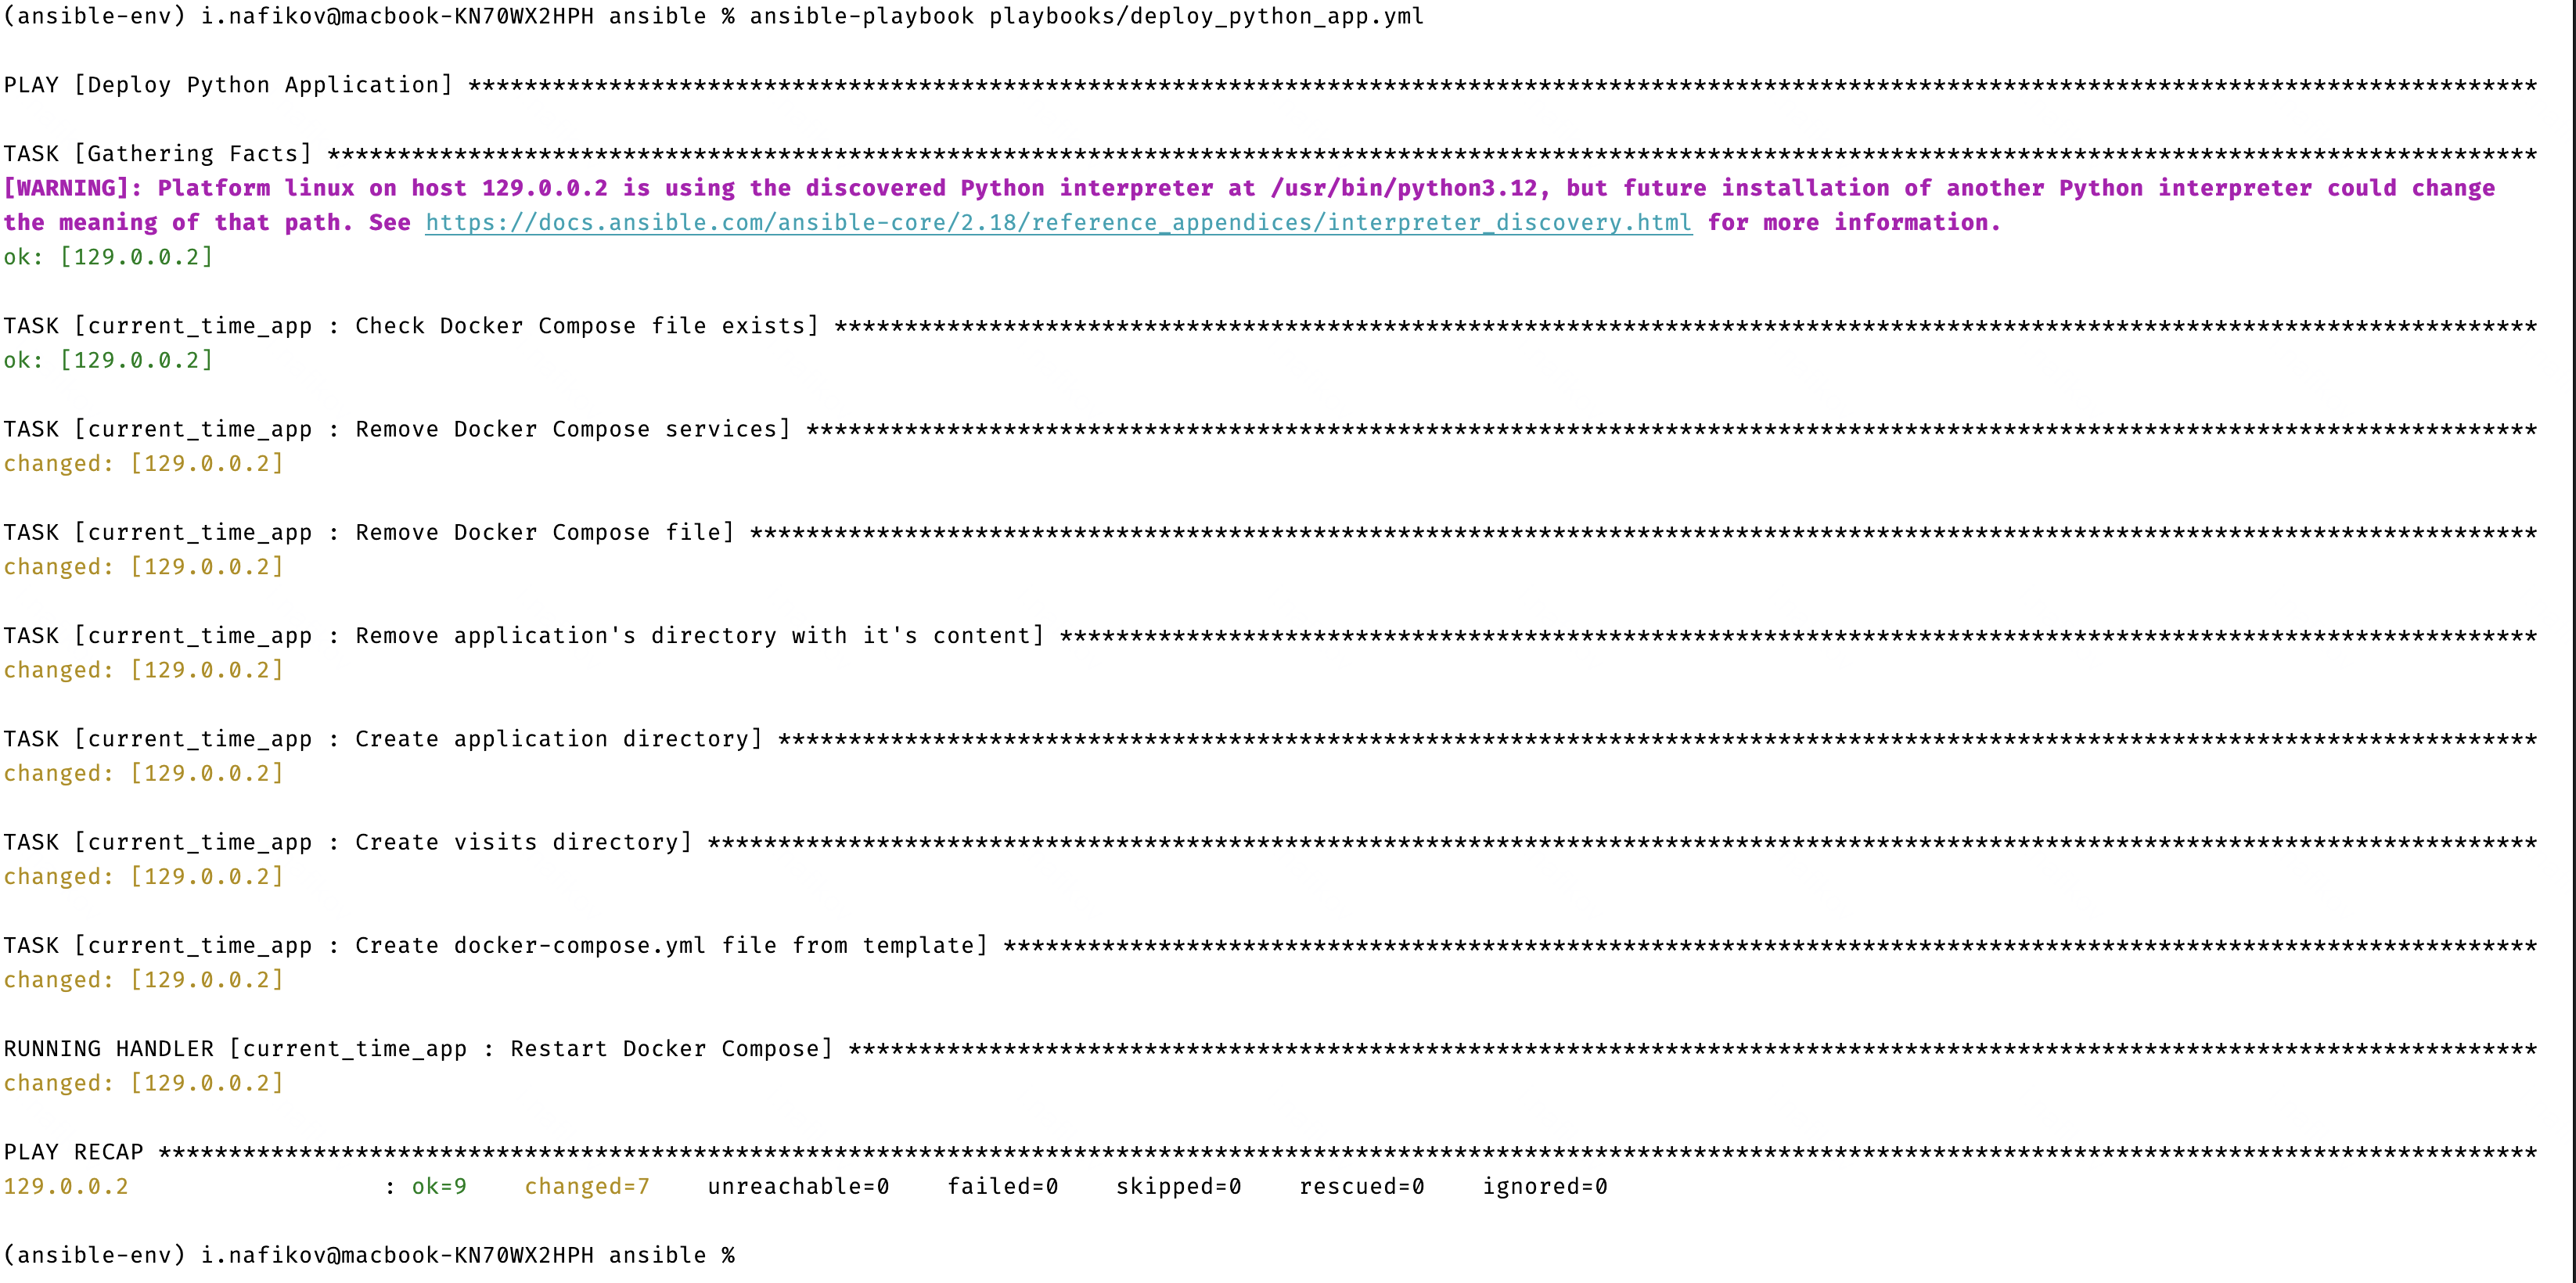 (ansible-env) i.nafikov@macbook-KN70WX2HPH ansible % ansible-playbook playbooks/deploy_python_app.yml
PLAY [Deploy Python Application] ***************************************************************************************************************************************************
TASK [Gathering Facts] *************************************************************************************************************************************************************
[WARNING]: Platform linux on host 129.0.0.2 is using the discovered Python interpreter at /usr/bin/python3.12, but future installation of another Python interpreter could change
the meaning of that path. See https://docs.ansible.com/ansible-core/2.18/reference_appendices/interpreter_discovery.html for more information.
ok: [129.0.0.2]
TASK [current_time_app : Check Docker Compose file exists] *************************************************************************************************************************
ok: [129.0.0.2]
TASK [current_time_app : Remove Docker Compose services] ***************************************************************************************************************************
changed: [129.0.0.2]
TASK [current_time_app : Remove Docker Compose file] *******************************************************************************************************************************
changed: [129.0.0.2]
TASK [current_time_app : Remove application's directory with it's content] *********************************************************************************************************
changed: [129.0.0.2]
TASK [current_time_app : Create application directory] *****************************************************************************************************************************
changed: [129.0.0.2]
TASK [current_time_app : Create visits directory] **********************************************************************************************************************************
changed: [129.0.0.2]
TASK [current_time_app : Create docker-compose.yml file from template] *************************************************************************************************************
changed: [129.0.0.2]
RUNNING HANDLER [current_time_app : Restart Docker Compose] ************************************************************************************************************************
changed: [129.0.0.2]
PLAY RECAP *************************************************************************************************************************************************************************
129.0.0.2                  : ok=9    changed=7    unreachable=0    failed=0    skipped=0    rescued=0    ignored=0
(ansible-env) i.nafikov@macbook-KN70WX2HPH ansible %